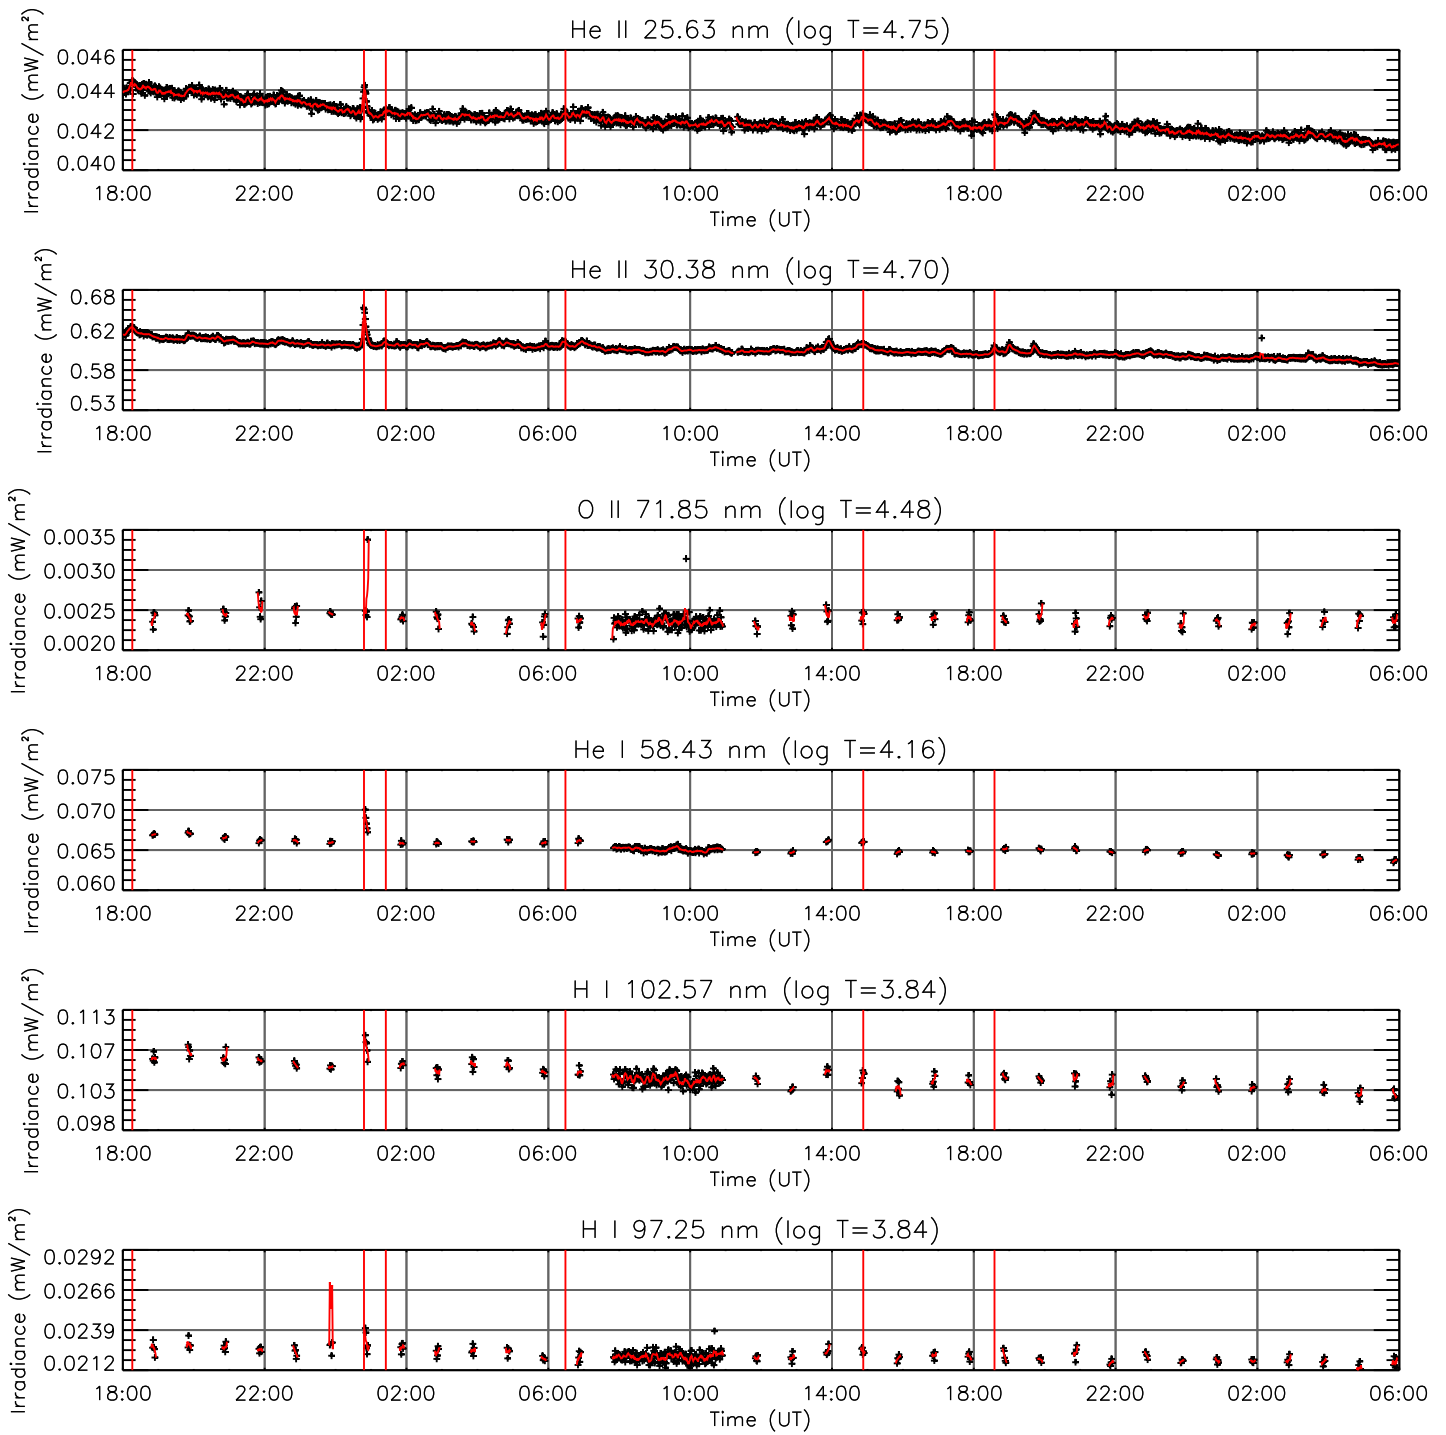 He II 25.63 nm (log T=4.75)
Irradiance (mW/m²)
0.046
0.044
0.042
0.040
18:00 22:00 02:00 06:00 10:00 14:00 18:00 22:00 02:00 06:00
Time (UT)
He II 30.38 nm (log T=4.70)
Irradiance (mW/m²)
0.68
0.62
0.58
0.53
18:00 22:00 02:00 06:00 10:00 14:00 18:00 22:00 02:00 06:00
Time (UT)
O II 71.85 nm (log T=4.48)
Irradiance (mW/m²)
0.0035
0.0030
0.0025
0.0020
18:00 22:00 02:00 06:00 10:00 14:00 18:00 22:00 02:00 06:00
Time (UT)
He I 58.43 nm (log T=4.16)
Irradiance (mW/m²)
0.075
0.070
0.065
0.060
18:00 22:00 02:00 06:00 10:00 14:00 18:00 22:00 02:00 06:00
Time (UT)
H I 102.57 nm (log T=3.84)
Irradiance (mW/m²)
0.113
0.107
0.103
0.098
18:00 22:00 02:00 06:00 10:00 14:00 18:00 22:00 02:00 06:00
Time (UT)
H I 97.25 nm (log T=3.84)
Irradiance (mW/m²)
0.0292
0.0266
0.0239
0.0212
18:00 22:00 02:00 06:00 10:00 14:00 18:00 22:00 02:00 06:00
Time (UT)